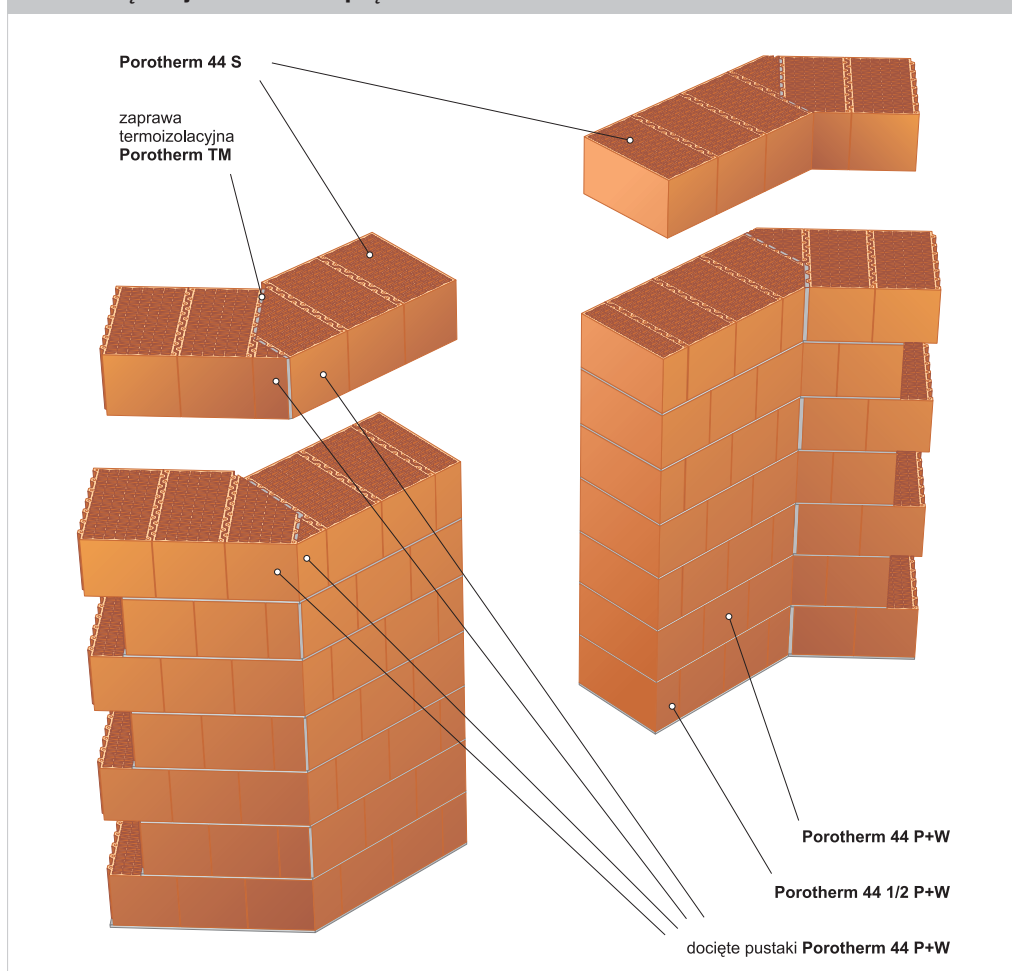 Porotherm 44 S
zaprawa
termoizolacyjna
Porotherm TM
Porotherm 44 P+W
Porotherm 44 1/2 P+W
docięte pustaki Porotherm 44 P+W